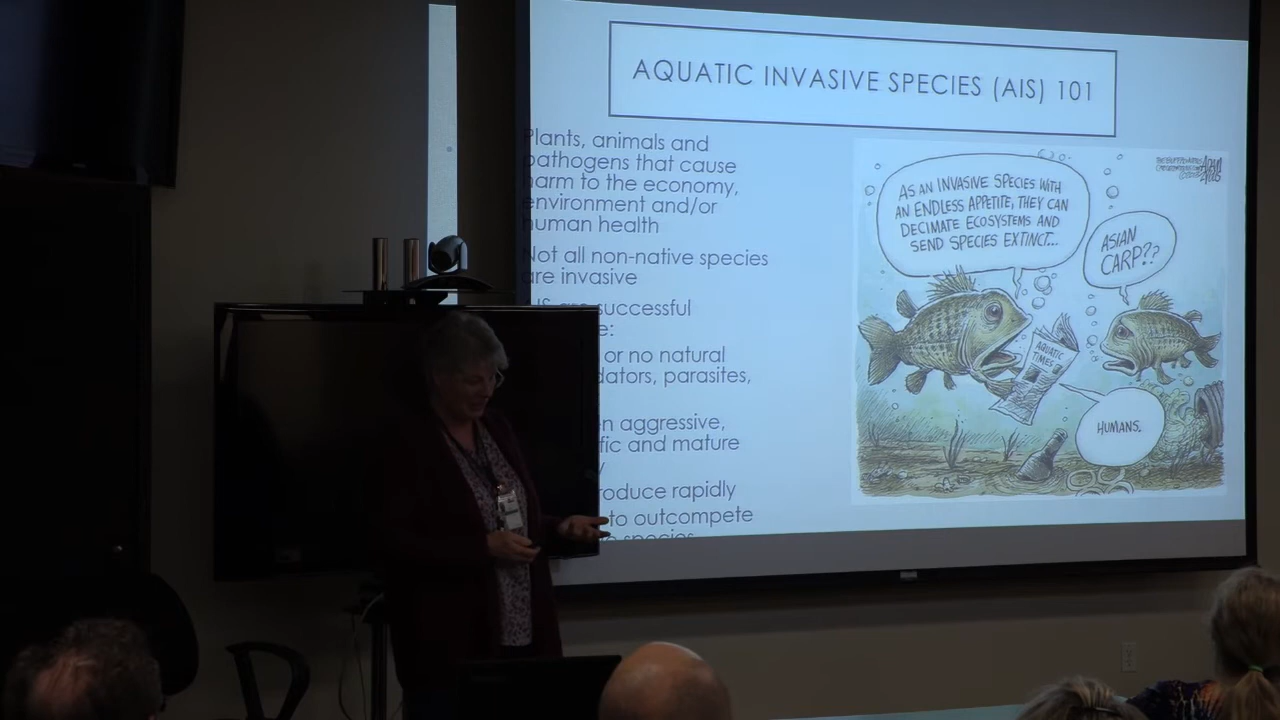 AQUATIC INVASIVE SPECIES (AIS) 101
Plants, animals and
pathogens that cause
harm to the economy,
environment and/or
human health
Not all non-native species
are invasive
successful
or no natural
parasites,
aggressive,
and mature
rapidly
to outcompete
species
AS AN INVASIVE SPECIES WITH
AN ENDLESS APPETITE, THEY CAN
DECIMATE ECOSYSTEMS AND
SEND SPECIES EXTINCT...
ASIAN
CARP??
AQUATIC
TIMES
HUMANS.